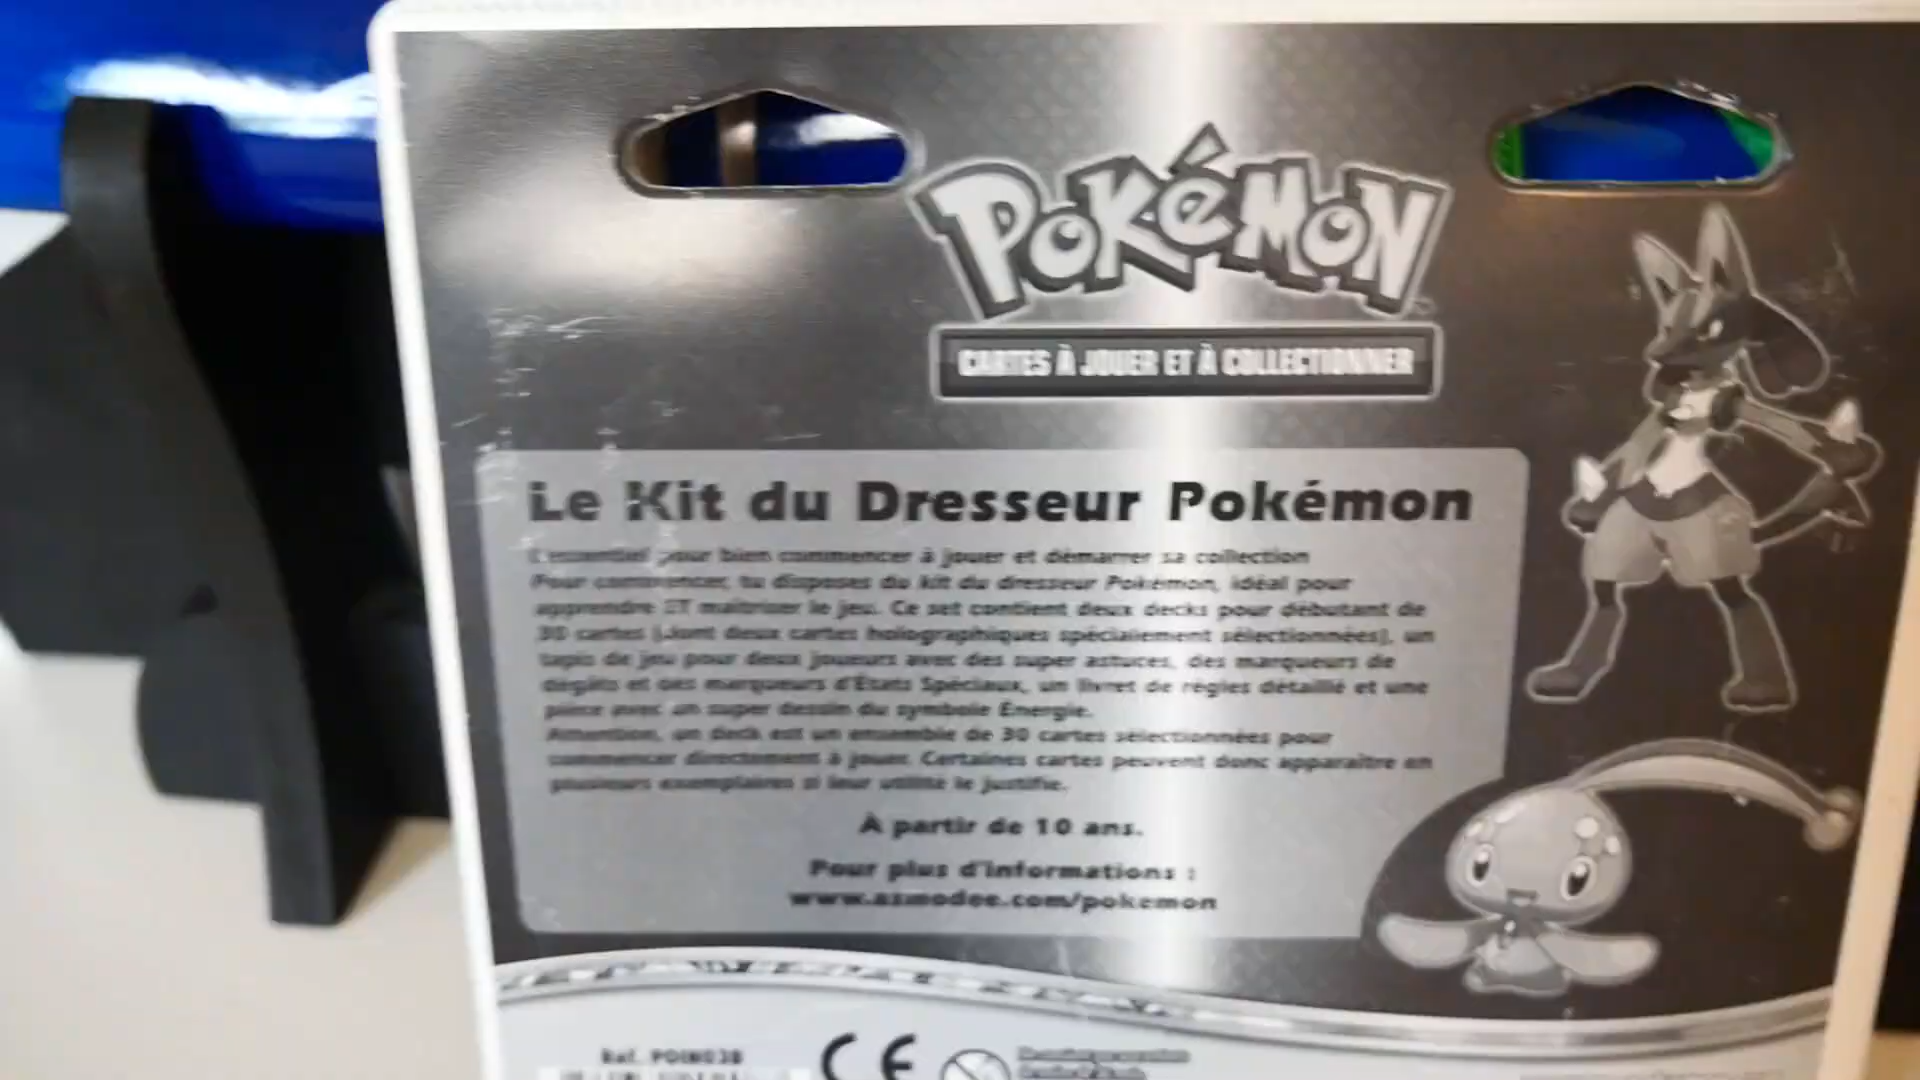 POKéMON
CARTES À JOUER ET À COLLECTIONNER
Le Kit du Dresseur Pokémon
L'essentiel pour bien commencer à jouer et démarrer sa collection
Pour commencer, tu disposes du kit du dresseur Pokémon, idéal pour
apprendre ET maîtriser le jeu. Ce set contient deux decks pour débutant de
30 cartes (dont deux cartes holographiques spécialement sélectionnées), un
tapis de jeu pour deux joueurs avec des super astuces, des marqueurs de
dégâts et des marqueurs d'États Spéciaux, un livret de règles détaillé et une
pièce avec un super dessin du symbole Énergie.
Attention, un deck est un ensemble de 30 cartes sélectionnées pour
commencer directement à jouer. Certaines cartes peuvent donc apparaître en
plusieurs exemplaires si leur utilité le justifie.
À partir de 10 ans.
Pour plus d'informations :
www.asmodee.com/pokemon
Ref.
CE